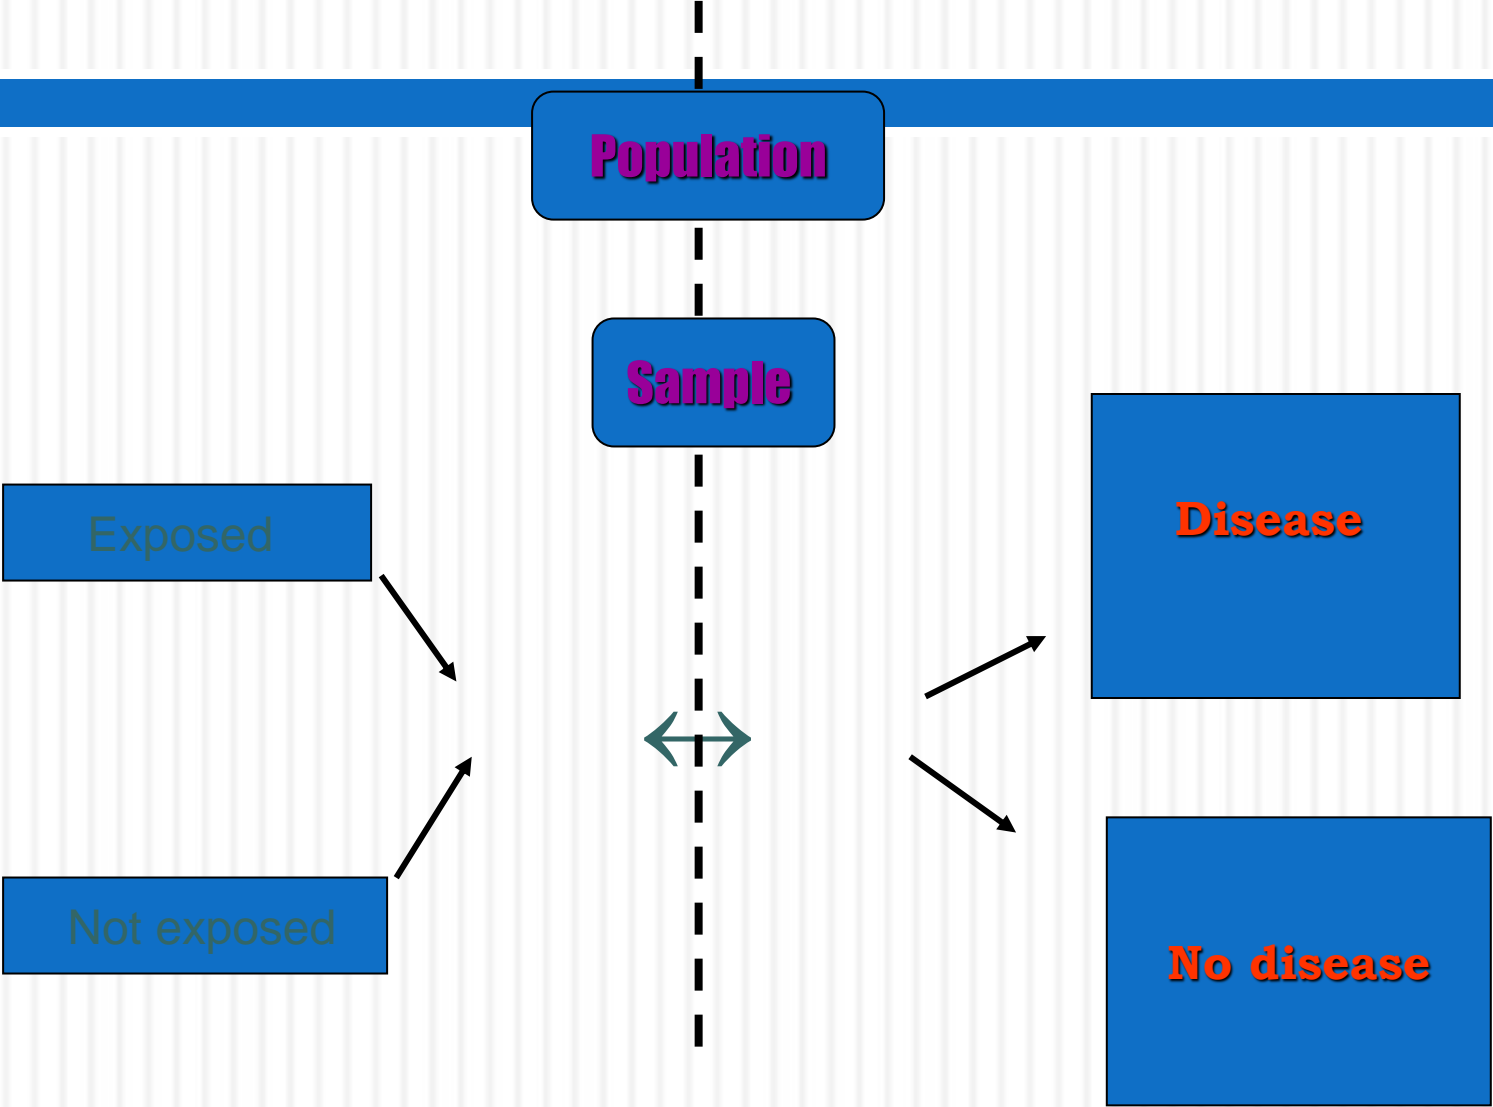 Population
Sample
Disease
Exposed
Not exposed
No disease